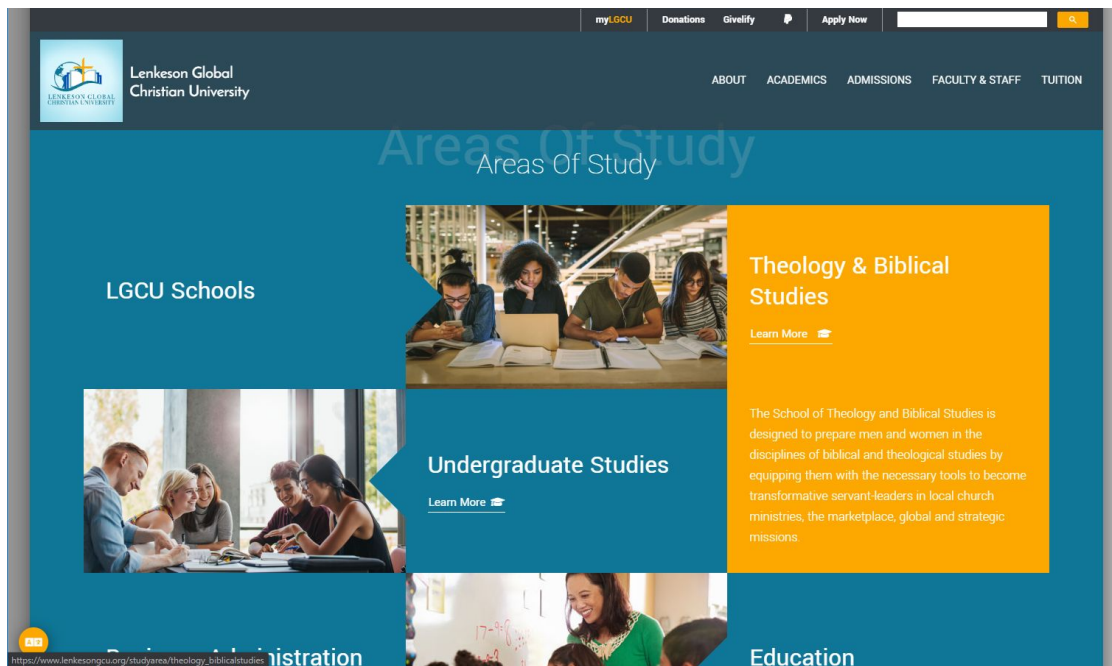 myLGCU Donations Givelify Apply Now
LENKESON GLOBAL
CHRISTIAN UNIVERSITY
Lenkeson Global
Christian University
ABOUT ACADEMICS ADMISSIONS FACULTY & STAFF TUITION
Areas Of Study
Areas Of Study
LGCU Schools
Theology & Biblical
Studies
Learn More
The School of Theology and Biblical Studies is
designed to prepare men and women in the
disciplines of biblical and theological studies by
equipping them with the necessary tools to become
transformative servant-leaders in local church
ministries, the marketplace, global and strategic
missions.
Undergraduate Studies
Learn More
Education
https://www.lenkesongcu.org/studyarea/theology_biblicalstudies